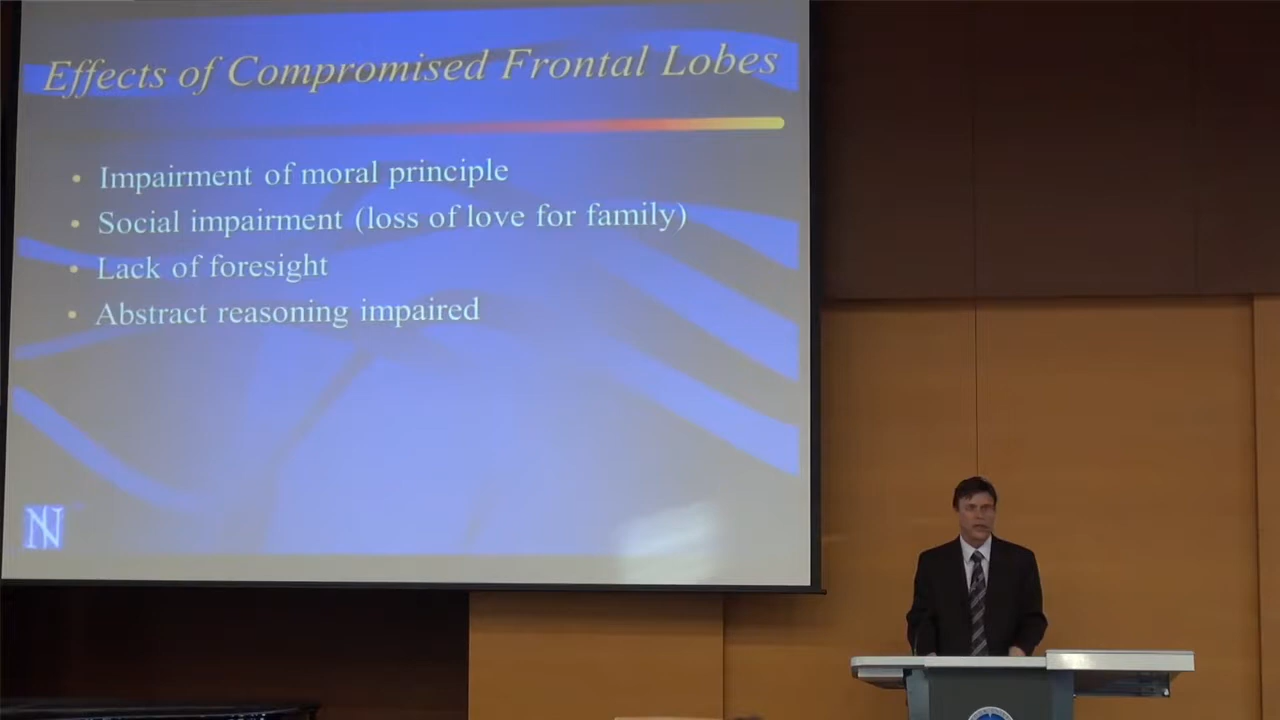 Effects of Compromised Frontal Lobes
• Impairment of moral principle
• Social impairment (loss of love for family)
• Lack of foresight
• Abstract reasoning impaired
N